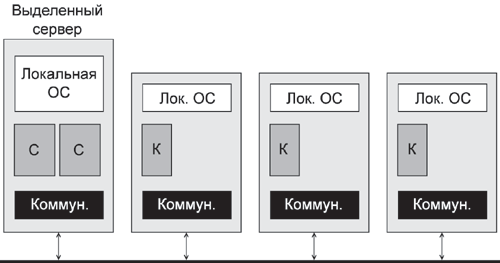 Выделенный
сервер
Локальная
ОС
Лок. ОС
Лок. ОС
Лок. ОС
С
С
К
К
К
Коммун.
Коммун.
Коммун.
Коммун.